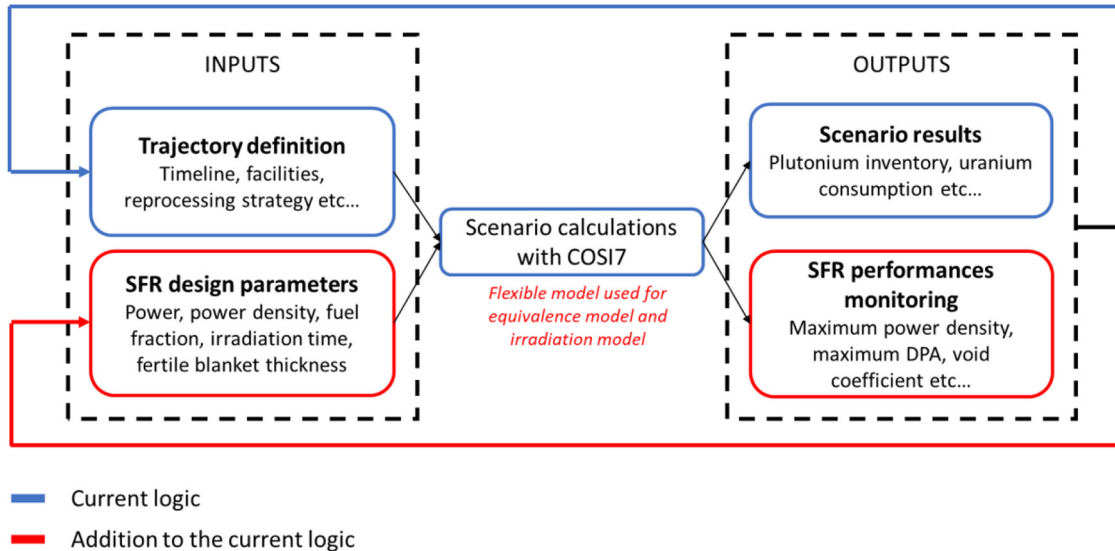 INPUTS
Trajectory definition
Timeline, facilities,
reprocessing strategy etc...
SFR design parameters
Power, power density, fuel
fraction, irradiation time,
fertile blanket thickness
Scenario calculations
with COSI7
Flexible model used for
equivalence model and
irradiation model
OUTPUTS
Scenario results
Plutonium inventory, uranium
consumption etc...
SFR performances
monitoring
Maximum power density,
maximum DPA, void
coefficient etc...
Current logic
Addition to the current logic